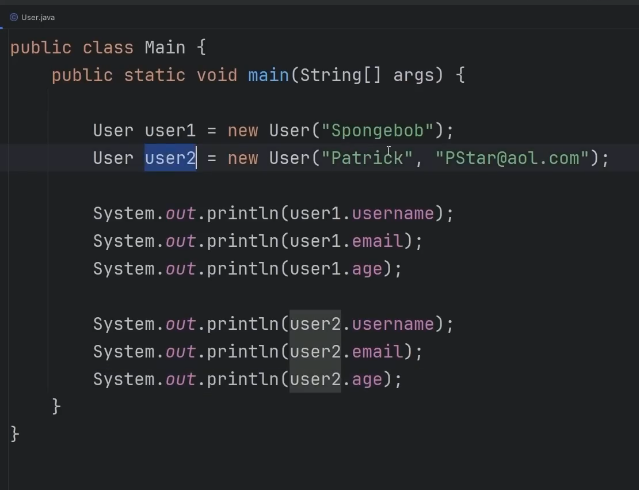 User.java
public class Main {
public static void main(String[] args) {
User user1 = new User("Spongebob");
User user2 = new User("Patrick", "PStar@aol.com");
System.out.println(user1.username);
System.out.println(user1.email);
System.out.println(user1.age);
System.out.println(user2.username);
System.out.println(user2.email);
System.out.println(user2.age);
}
}